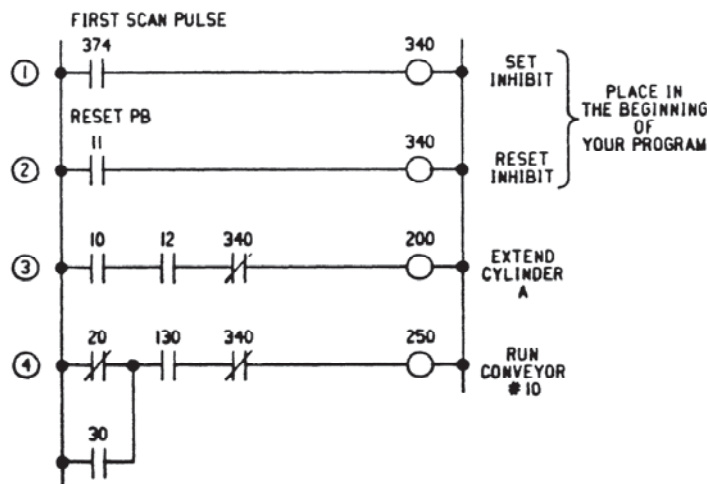 FIRST SCAN PULSE
374 340
1 SET
INHIBIT
PLACE IN
THE BEGINNING
OF
YOUR PROGRAM
RESET PB
11 340
2 RESET
INHIBIT
10 12 340 200
3 EXTEND
CYLINDER
A
20 130 340 250
4 RUN
CONVEYOR
#10
30